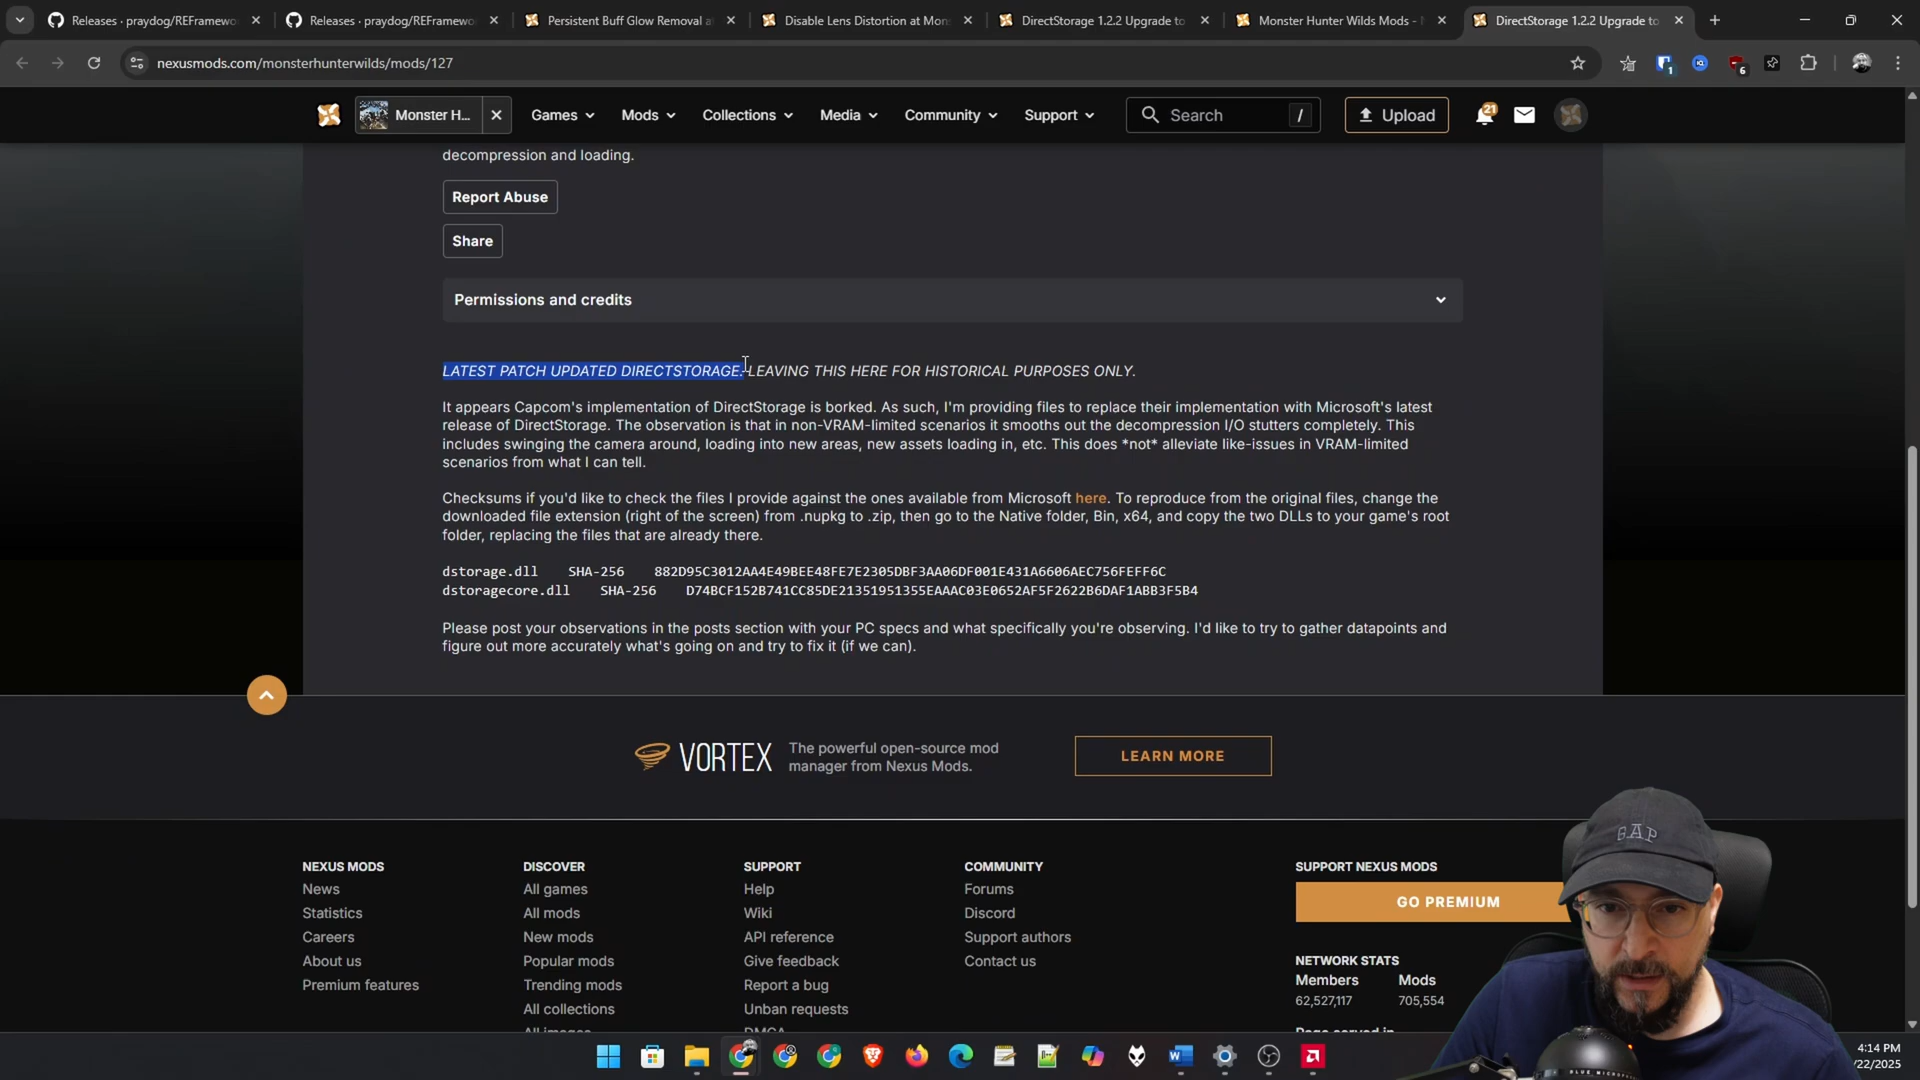 Releases · praydog/REFramewo
Releases · praydog/REFramewo
Persistent Buff Glow Removal a
Disable Lens Distortion at Mon
DirectStorage 1.2.2 Upgrade to
Monster Hunter Wilds Mods -
DirectStorage 1.2.2 Upgrade to
nexusmods.com/monsterhunterwilds/mods/127
1
6
Monster H...
Games
Mods
Collections
Media
Community
Support
Search
/
Upload
21
decompression and loading.
Report Abuse
Share
Permissions and credits
LATEST PATCH UPDATED DIRECTSTORAGE. LEAVING THIS HERE FOR HISTORICAL PURPOSES ONLY.
It appears Capcom's implementation of DirectStorage is borked. As such, I'm providing files to replace their implementation with Microsoft's latest
release of DirectStorage. The observation is that in non-VRAM-limited scenarios it smooths out the decompression I/O stutters completely. This
includes swinging the camera around, loading into new areas, new assets loading in, etc. This does *not* alleviate like-issues in VRAM-limited
scenarios from what I can tell.
Checksums if you'd like to check the files I provide against the ones available from Microsoft here. To reproduce from the original files, change the
downloaded file extension (right of the screen) from .nupkg to .zip, then go to the Native folder, Bin, x64, and copy the two DLLs to your game's root
folder, replacing the files that are already there.
dstorage.dll SHA-256 882D95C3012AA4E49BEE48FE7E2305DBF3AA06DF001E431A6606AEC756FEFF6C
dstoragecore.dll SHA-256 D74BCF152B741CC85DE21351951355EAAAC03E0652AF5F2622B6DAF1ABB3F5B4
Please post your observations in the posts section with your PC specs and what specifically you're observing. I'd like to try to gather datapoints and
figure out more accurately what's going on and try to fix it (if we can).
VORTEX
The powerful open-source mod
manager from Nexus Mods.
LEARN MORE
NEXUS MODS
News
Statistics
Careers
About us
Premium features
DISCOVER
All games
All mods
New mods
Popular mods
Trending mods
All collections
All images
SUPPORT
Help
Wiki
API reference
Give feedback
Report a bug
Unban requests
DMCA
COMMUNITY
Forums
Discord
Support authors
Contact us
SUPPORT NEXUS MODS
GO PREMIUM
NETWORK STATS
Members
62,527,117
Mods
705,554
Page served in
GAP
BLUE MICROPHONES
4:14 PM
/22/2025